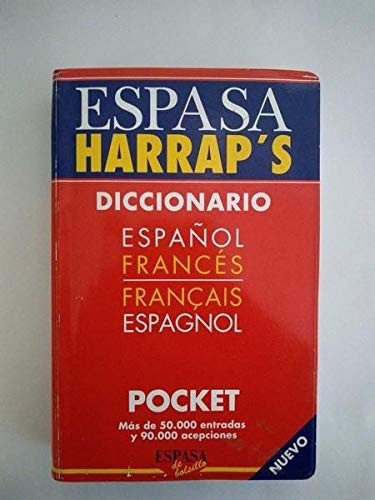 ESPASA
HARRAP'S
DICCIONARIO
ESPAÑOL
FRANCÉS
FRANÇAIS
ESPAGNOL
POCKET
Más de 50.000 entradas
y 90.000 acepciones
ESPASA
de bolsillo
NUEVO